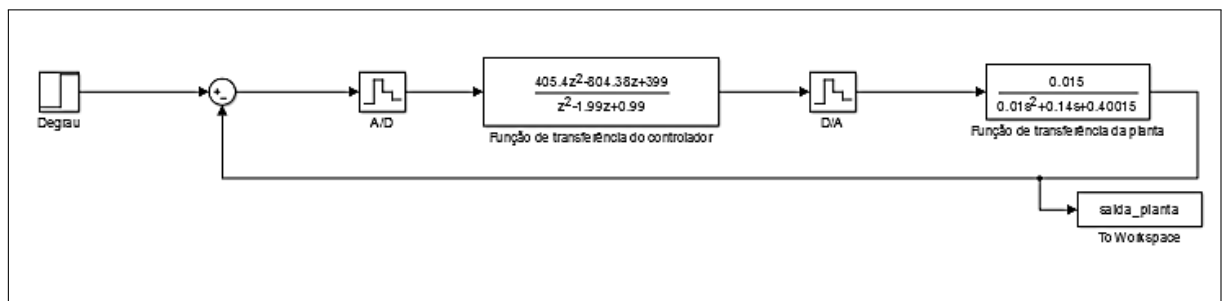 Degrau
+
-
A/D
405.4z²-804.38z+399
z²-1.99z+0.99
Função de transferência do controlador
D/A
0.015
0.01s²+0.14s+0.40015
Função de transferência da planta
saida_planta
To Workspace